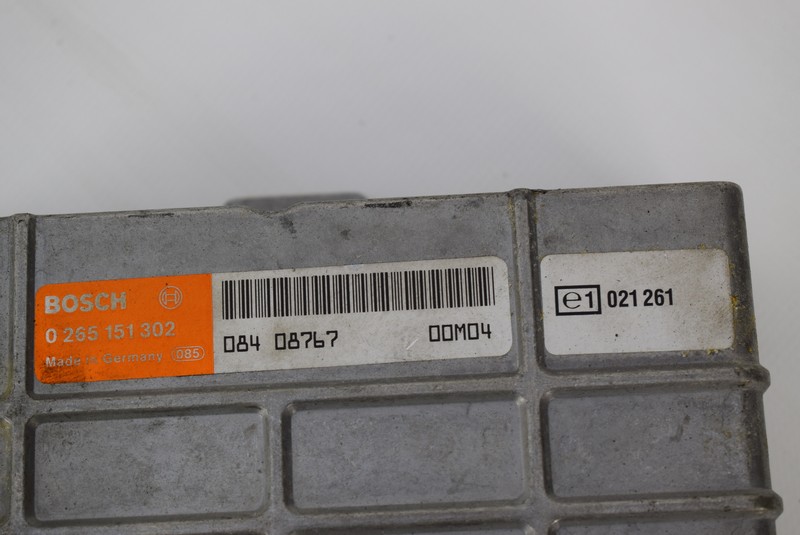 BOSCH
0 265 151 302
Made in Germany 085
084 08767 00M04
e1 021 261